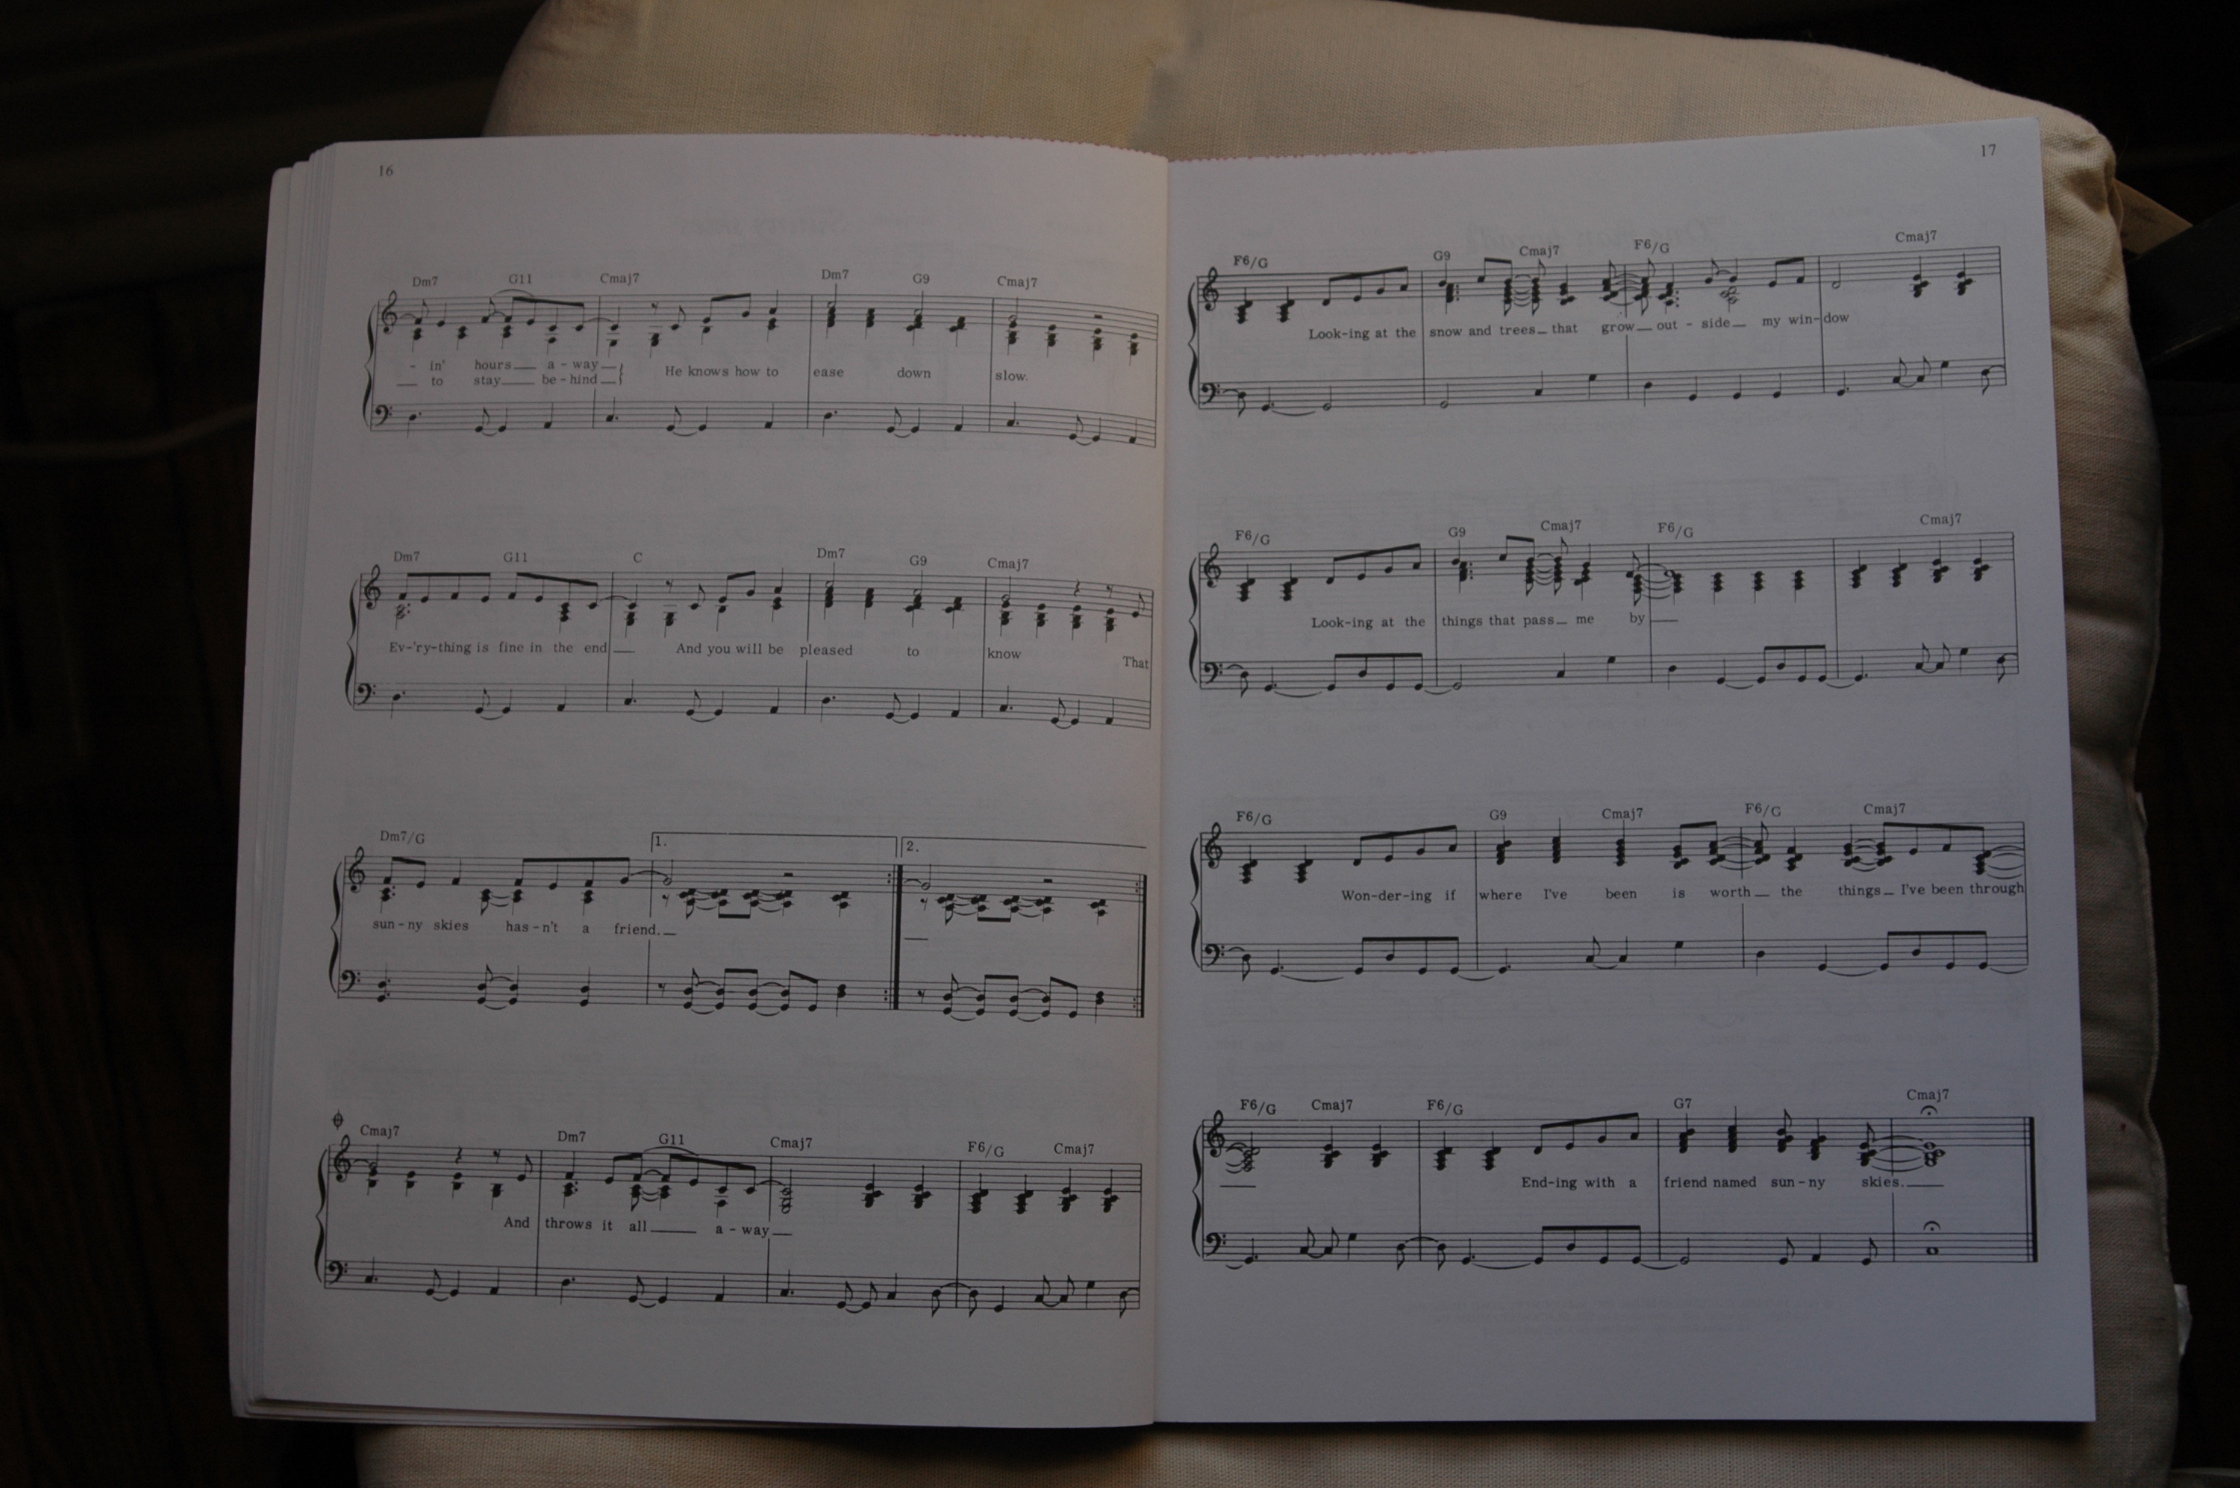 16
Dm7 G11 Cmaj7 Dm7 G9 Cmaj7
- in' hours a - way He knows how to ease down slow.
to stay be - hind
Dm7 G11 C Dm7 G9 Cmaj7
Ev-'ry-thing is fine in the end And you will be pleased to know That
Dm7/G 1. 2.
sun - ny skies has - n't a friend.
Cmaj7 Dm7 G11 Cmaj7 F6/G Cmaj7
And throws it all a - way
17
F6/G G9 Cmaj7 F6/G Cmaj7
Look-ing at the snow and trees that grow out - side my win-dow
F6/G G9 Cmaj7 F6/G Cmaj7
Look-ing at the things that pass me by
F6/G G9 Cmaj7 F6/G Cmaj7
Won-der-ing if where I've been is worth the things I've been through
F6/G Cmaj7 F6/G G7 Cmaj7
End-ing with a friend named sun - ny skies.